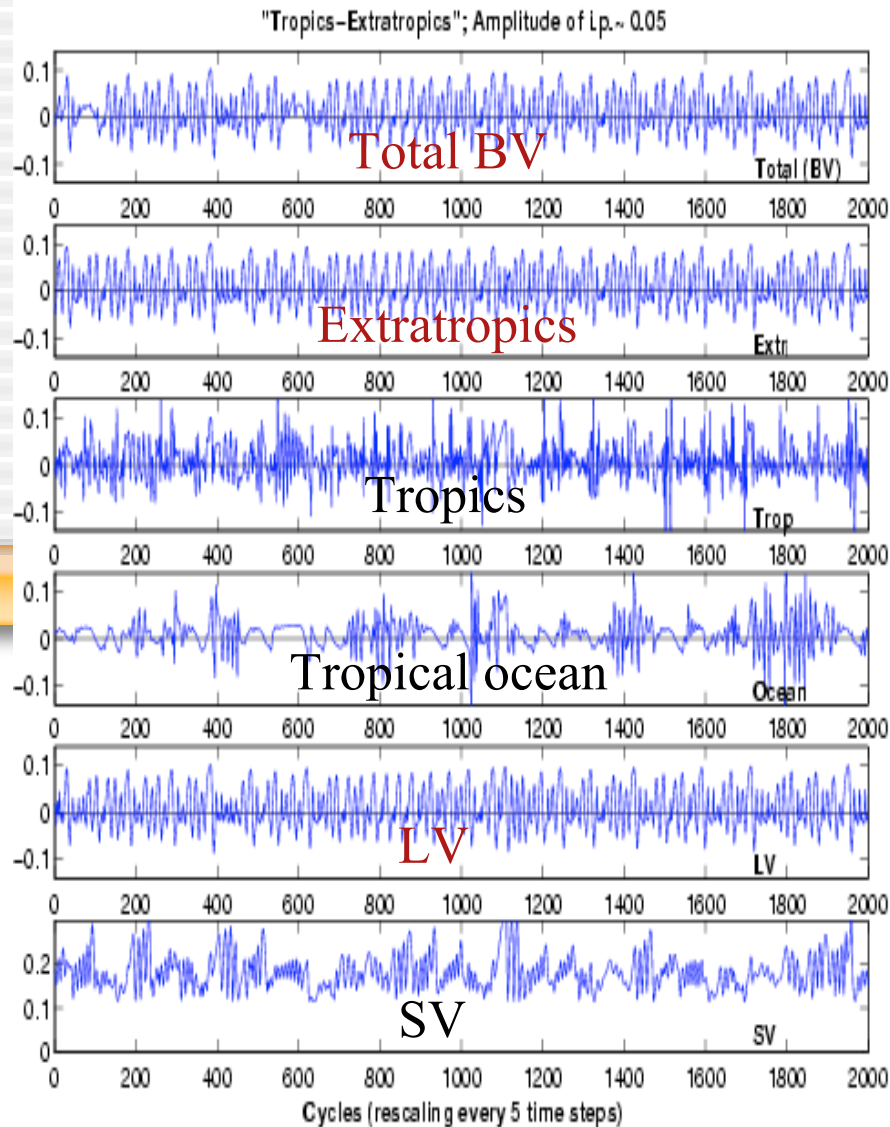 "Tropics–Extratropics"; Amplitude of i.p.~ 0.05
0.1
0
−0.1
Total BV
Total (BV)
0 200 400 600 800 1000 1200 1400 1600 1800 2000
0.1
0
−0.1
Extratropics
Extr
0 200 400 600 800 1000 1200 1400 1600 1800 2000
0.1
0
−0.1
Tropics
Trop
0 200 400 600 800 1000 1200 1400 1600 1800 2000
0.1
0
−0.1
Tropical ocean
Ocean
0 200 400 600 800 1000 1200 1400 1600 1800 2000
0.1
0
−0.1
LV
LV
0 200 400 600 800 1000 1200 1400 1600 1800 2000
0.2
0.1
0
SV
SV
0 200 400 600 800 1000 1200 1400 1600 1800 2000
Cycles (rescaling every 5 time steps)